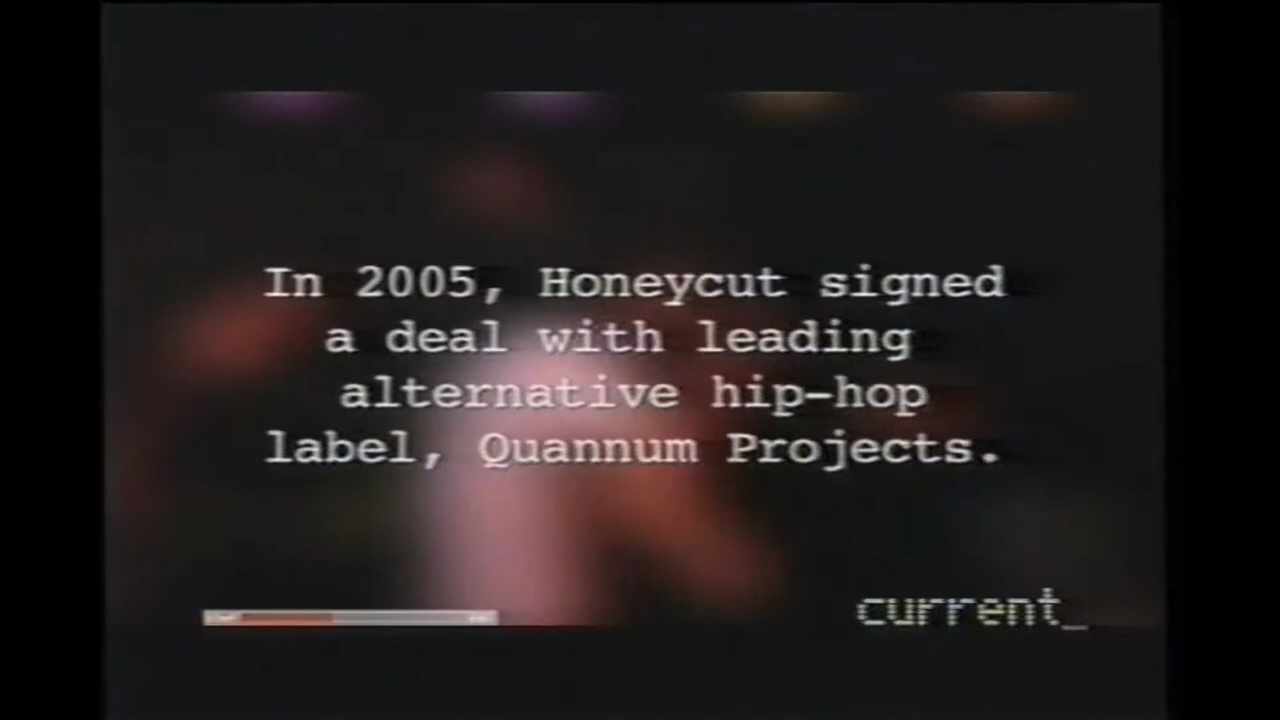 In 2005, Honeycut signed
a deal with leading
alternative hip-hop
label, Quannum Projects.
current_